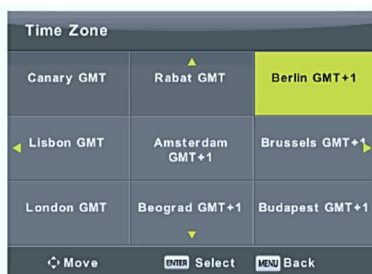 Time Zone
Canary GMT
Rabat GMT
Berlin GMT+1
Lisbon GMT
Amsterdam
GMT+1
Brussels GMT+1
London GMT
Beograd GMT+1
Budapest GMT+1
Move
ENTER Select
MENU Back